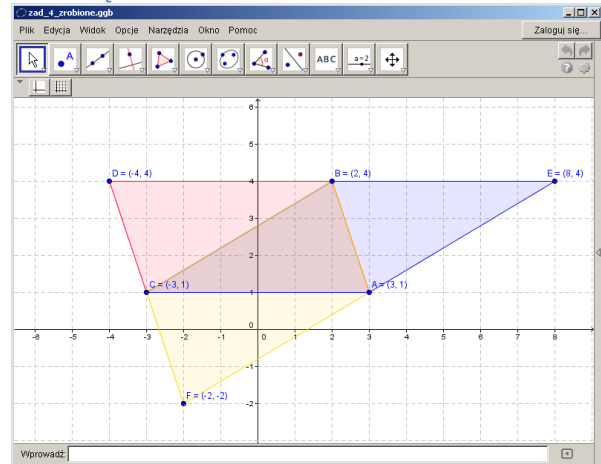 zad_4_zrobione.ggb
Plik Edycja Widok Opcje Narzędzia Okno Pomoc
Zaloguj się...
A α ABC a=2
6
5
D = (-4, 4) B = (2, 4) E = (8, 4)
4
3
2
C = (-3, 1) A = (3, 1)
1
0
-6 -5 -4 -3 -2 -1 0 1 2 3 4 5 6 7 8
-1
F = (-2, -2)
-2
-3
Wprowadź: